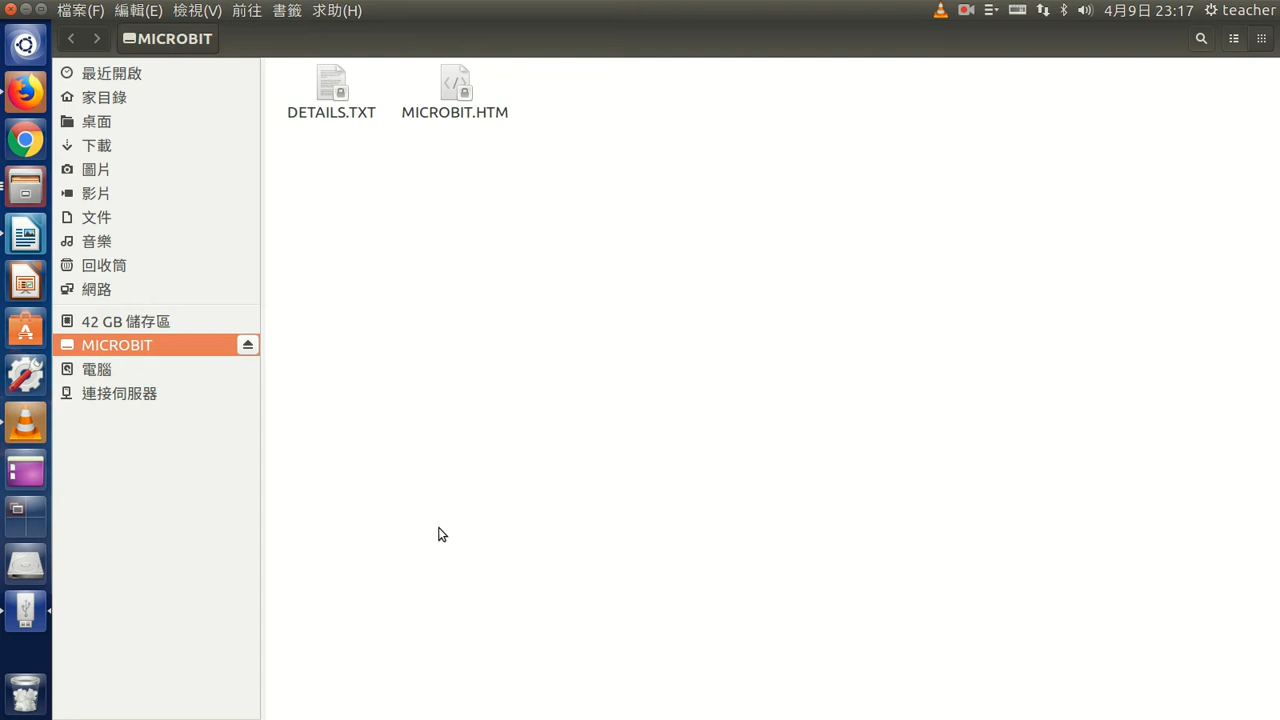 檔案(F) 編輯(E) 檢視(V) 前往 書籤 求助(H)
4月9日 23:17 teacher
MICROBIT
最近開啟
家目錄
桌面
下載
圖片
影片
文件
音樂
回收筒
網路
42 GB 儲存區
MICROBIT
電腦
連接伺服器
DETAILS.TXT
MICROBIT.HTM